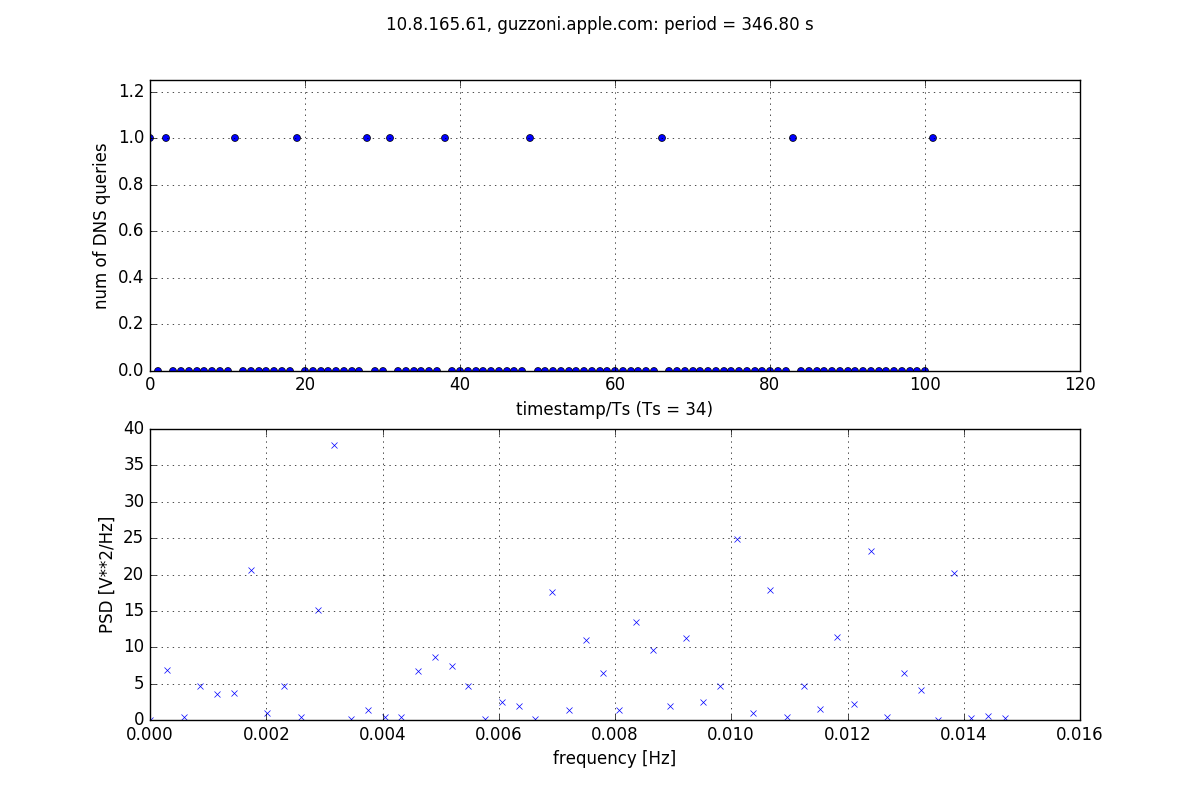 10.8.165.61, guzzoni.apple.com: period = 346.80 s
1.2
1.0
0.8
0.6
0.4
0.2
0.0
num of DNS queries
0 20 40 60 80 100 120
timestamp/Ts (Ts = 34)
40
35
30
25
20
15
10
5
0
PSD [V**2/Hz]
0.000 0.002 0.004 0.006 0.008 0.010 0.012 0.014 0.016
frequency [Hz]